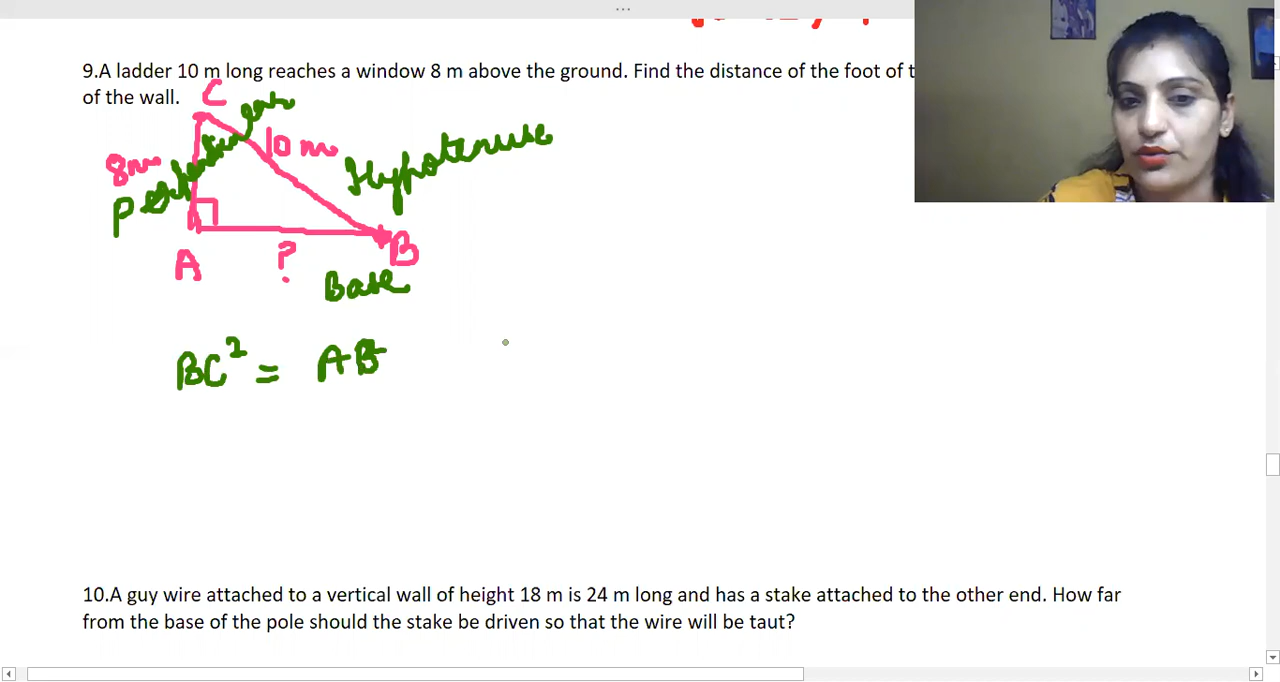 9.A ladder 10 m long reaches a window 8 m above the ground. Find the distance of the foot of
of the wall.
C
8m
10 m
Hypotenuse
A
?
B
Base
BC² = AB
10.A guy wire attached to a vertical wall of height 18 m is 24 m long and has a stake attached to the other end. How far
from the base of the pole should the stake be driven so that the wire will be taut?